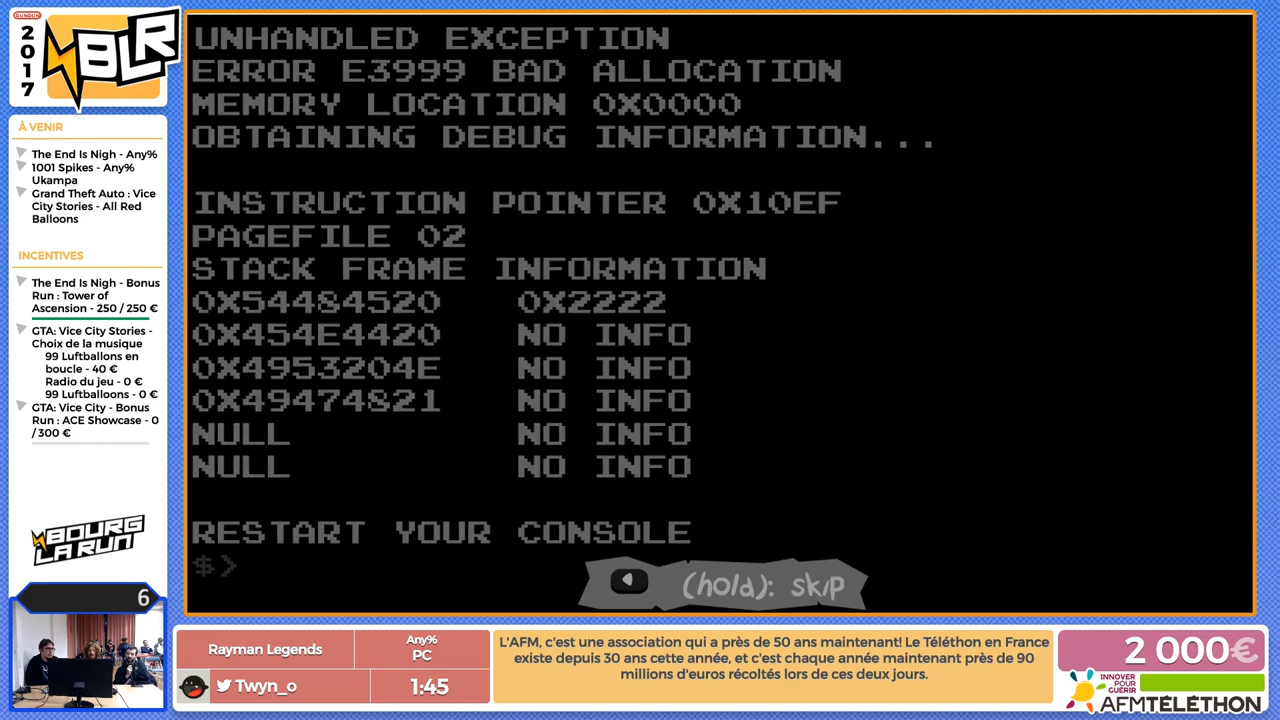 RUNRUN
2017
BLR
À VENIR
The End Is Nigh - Any%
1001 Spikes - Any%
Ukampa
Grand Theft Auto : Vice
City Stories - All Red
Balloons
INCENTIVES
The End Is Nigh - Bonus
Run : Tower of
Ascension - 250 / 250 €
GTA: Vice City Stories -
Choix de la musique
99 Luftballons en
boucle - 40 €
Radio du jeu - 0 €
99 Luftballoons - 0 €
GTA: Vice City - Bonus
Run : ACE Showcase - 0
/ 300 €
BOURG
LA RUN
6
UNHANDLED EXCEPTION
ERROR E3999 BAD ALLOCATION
MEMORY LOCATION 0X0000
OBTAINING DEBUG INFORMATION...
INSTRUCTION POINTER 0X10EF
PAGEFILE 02
STACK FRAME INFORMATION
0X54484520 0X2222
0X454E4420 NO INFO
0X4953204E NO INFO
0X49474821 NO INFO
NULL NO INFO
NULL NO INFO
RESTART YOUR CONSOLE
$>
(hold): skip
Rayman Legends
Any%
PC
Twyn_o
1:45
L'AFM, c'est une association qui a près de 50 ans maintenant! Le Téléthon en France
existe depuis 30 ans cette année, et c'est chaque année maintenant près de 90
millions d'euros récoltés lors de ces deux jours.
2 000€
INNOVER
POUR
GUÉRIR
AFMTÉLÉTHON